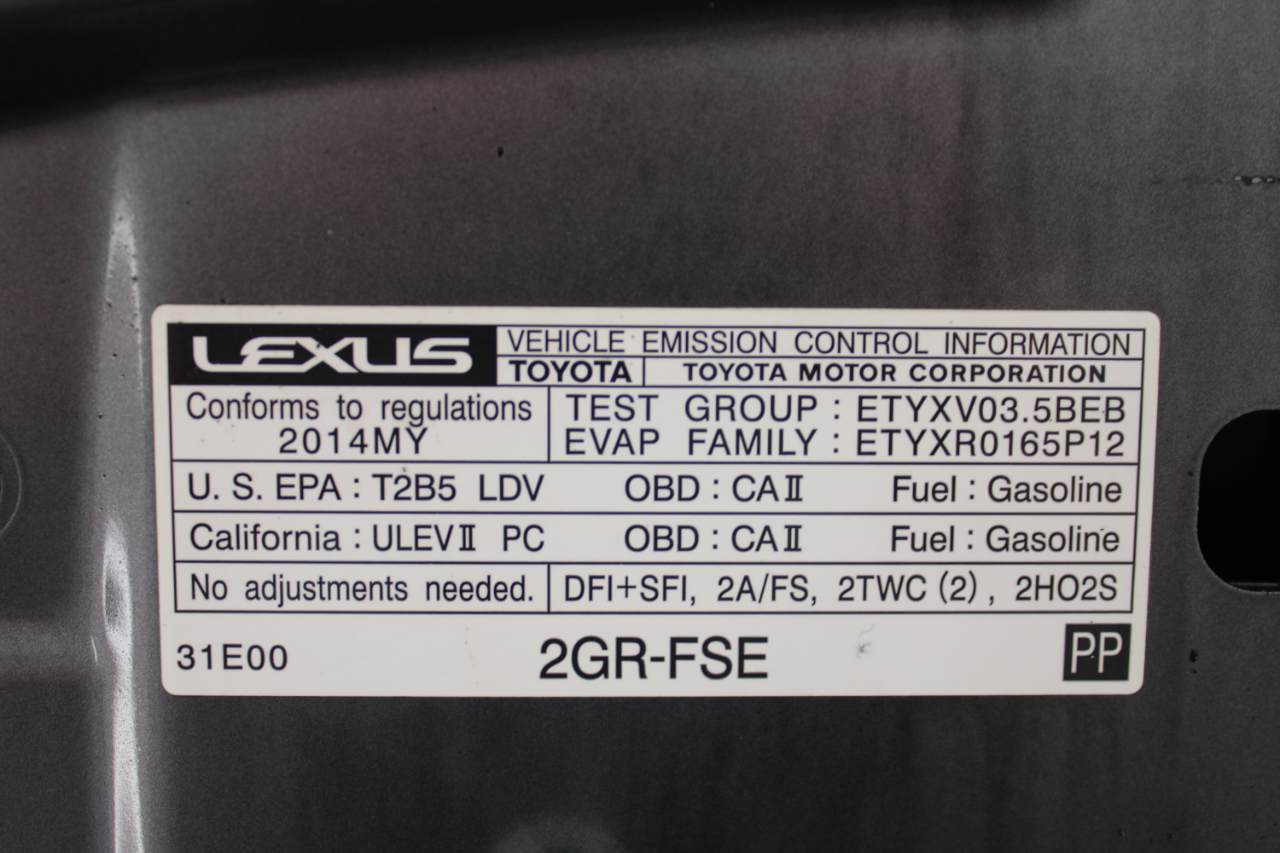 LEXUS
VEHICLE EMISSION CONTROL INFORMATION
TOYOTA TOYOTA MOTOR CORPORATION
Conforms to regulations
2014MY
TEST GROUP : ETYXV03.5BEB
EVAP FAMILY : ETYXR0165P12
U. S. EPA : T2B5 LDV OBD : CAⅡ Fuel : Gasoline
California : ULEVⅡ PC OBD : CAⅡ Fuel : Gasoline
No adjustments needed. DFI+SFI, 2A/FS, 2TWC (2), 2HO2S
31E00 2GR-FSE PP